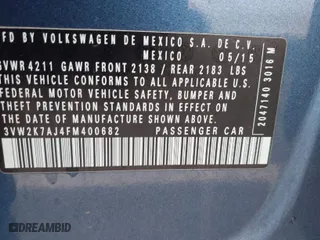 FD BY VOLKSWAGEN DE MEXICO S.A. DE C.V.
MEXICO 05/15
GVWR 4211 GAWR FRONT 2138 / REAR 2183 LBS
THIS VEHICLE CONFORMS TO ALL APPLICABLE
FEDERAL MOTOR VEHICLE SAFETY, BUMPER AND
THEFT PREVENTION STANDARDS IN EFFECT ON THE
DATE OF MANUFACTURE SHOWN ABOVE.
3VW2K7AJ4FM400682 PASSENGER CAR
2047140 3016 M
DREAMBID